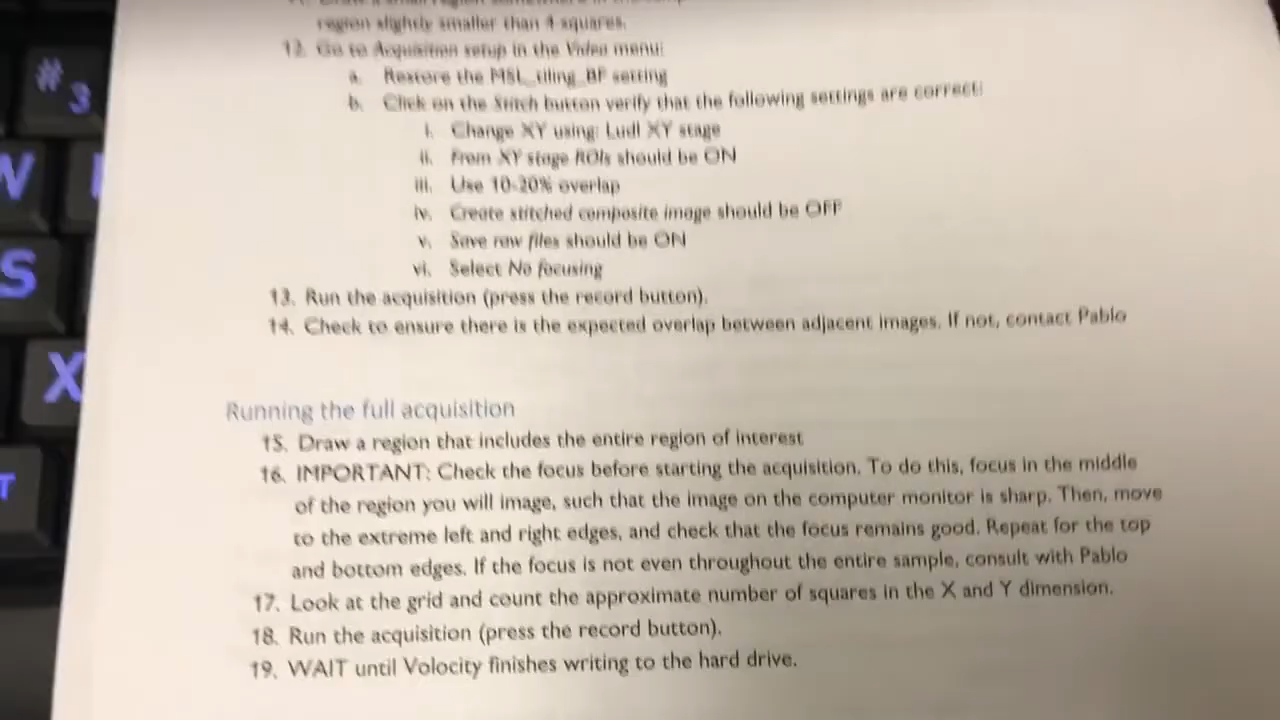 region slightly smaller than 4 squares.
12. Go to Acquisition setup in the Video menu:
a. Restore the MSL_tiling_BF setting
b. Click on the Stitch button verify that the following settings are correct:
i. Change XY using: Ludl XY stage
ii. From XY stage ROIs should be ON
iii. Use 10-20% overlap
iv. Create stitched composite image should be OFF
v. Save raw files should be ON
vi. Select No focusing
13. Run the acquisition (press the record button).
14. Check to ensure there is the expected overlap between adjacent images. If not, contact Pablo
Running the full acquisition
15. Draw a region that includes the entire region of interest
16. IMPORTANT: Check the focus before starting the acquisition. To do this, focus in the middle
of the region you will image, such that the image on the computer monitor is sharp. Then, move
to the extreme left and right edges, and check that the focus remains good. Repeat for the top
and bottom edges. If the focus is not even throughout the entire sample, consult with Pablo
17. Look at the grid and count the approximate number of squares in the X and Y dimension.
18. Run the acquisition (press the record button).
19. WAIT until Volocity finishes writing to the hard drive.
#
3
W
S
X
T